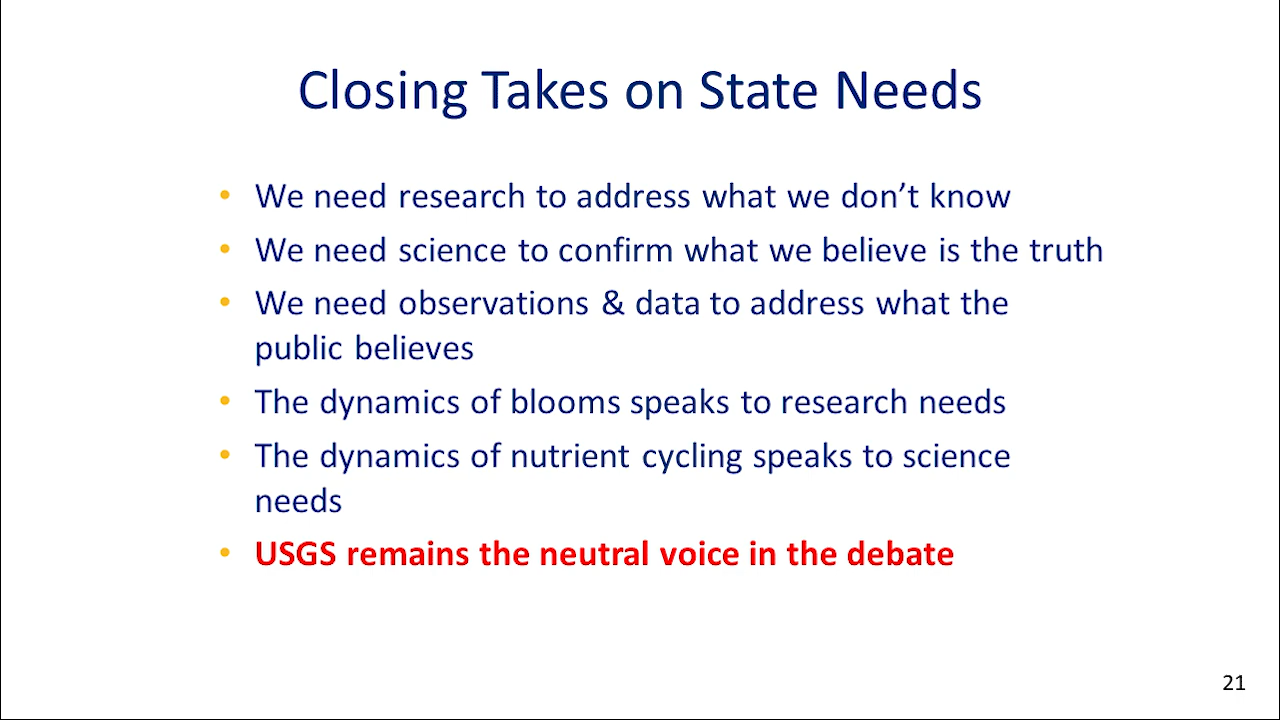 Closing Takes on State Needs
• We need research to address what we don’t know
• We need science to confirm what we believe is the truth
• We need observations & data to address what the
public believes
• The dynamics of blooms speaks to research needs
• The dynamics of nutrient cycling speaks to science
needs
• USGS remains the neutral voice in the debate
21